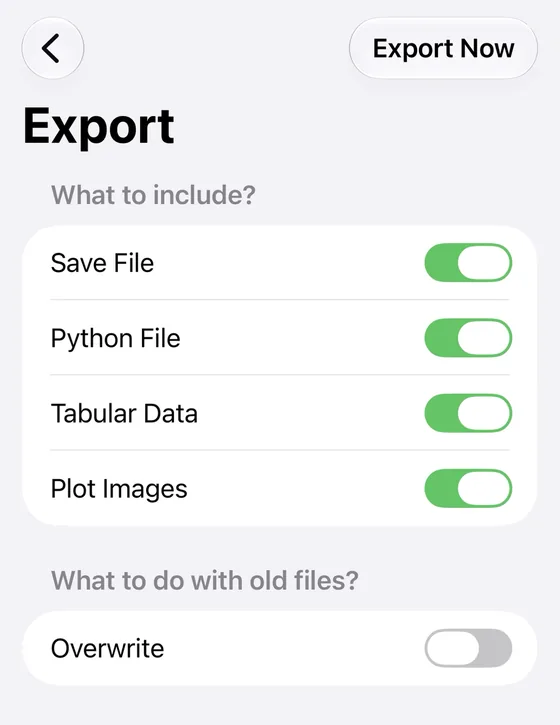 Export Now
Export
What to include?
Save File
Python File
Tabular Data
Plot Images
What to do with old files?
Overwrite